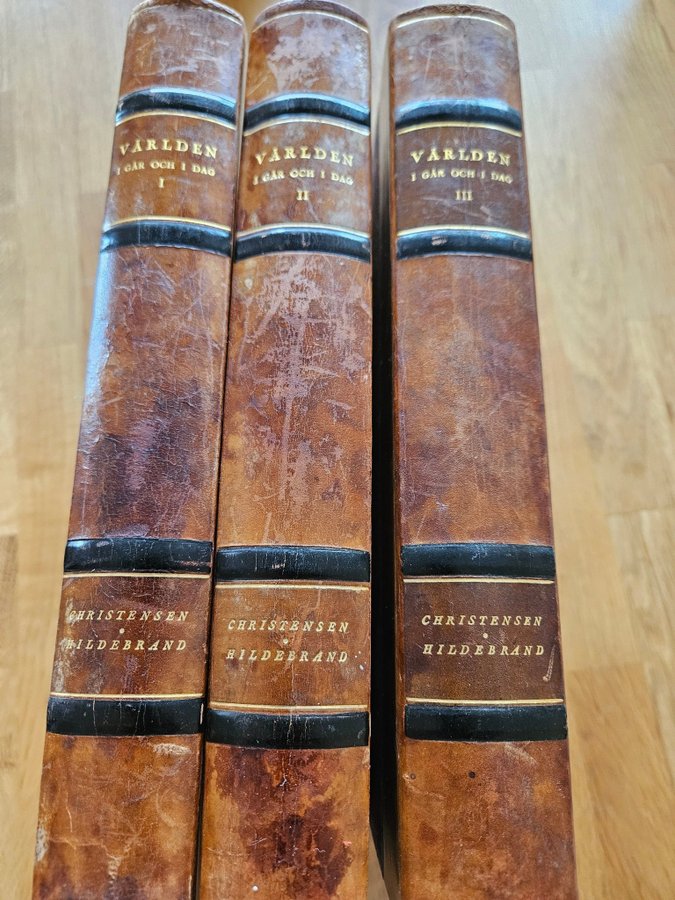 VÄRLDEN
I GÅR OCH I DAG
I
CHRISTENSEN
•
HILDEBRAND
VÄRLDEN
I GÅR OCH I DAG
II
CHRISTENSEN
•
HILDEBRAND
VÄRLDEN
I GÅR OCH I DAG
III
CHRISTENSEN
•
HILDEBRAND